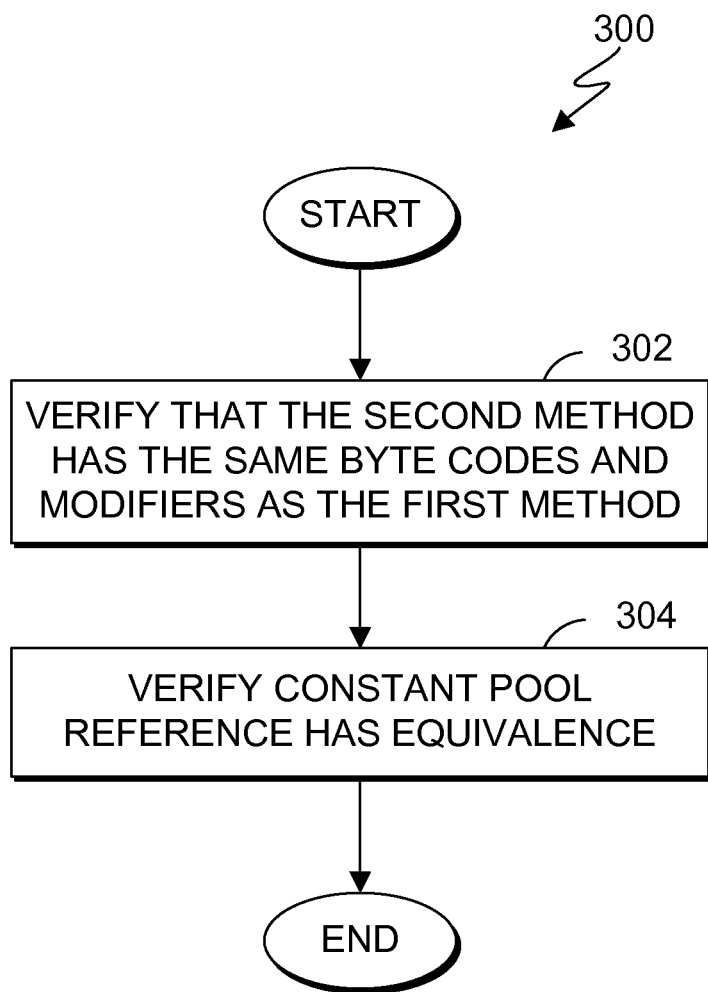 300
START
302
VERIFY THAT THE SECOND METHOD
HAS THE SAME BYTE CODES AND
MODIFIERS AS THE FIRST METHOD
304
VERIFY CONSTANT POOL
REFERENCE HAS EQUIVALENCE
END